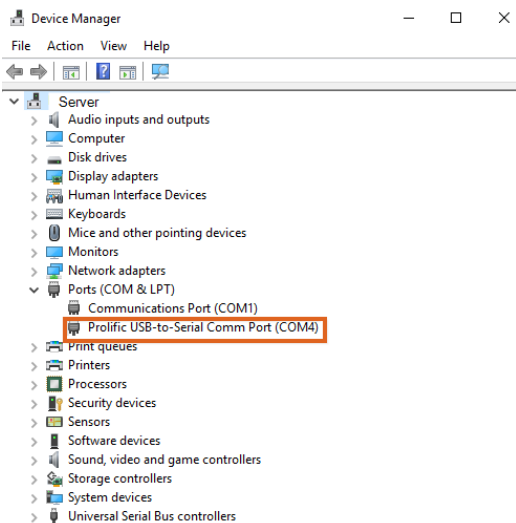 Device Manager
File Action View Help
Server
Audio inputs and outputs
Computer
Disk drives
Display adapters
Human Interface Devices
Keyboards
Mice and other pointing devices
Monitors
Network adapters
Ports (COM & LPT)
Communications Port (COM1)
Prolific USB-to-Serial Comm Port (COM4)
Print queues
Printers
Processors
Security devices
Sensors
Software devices
Sound, video and game controllers
Storage controllers
System devices
Universal Serial Bus controllers